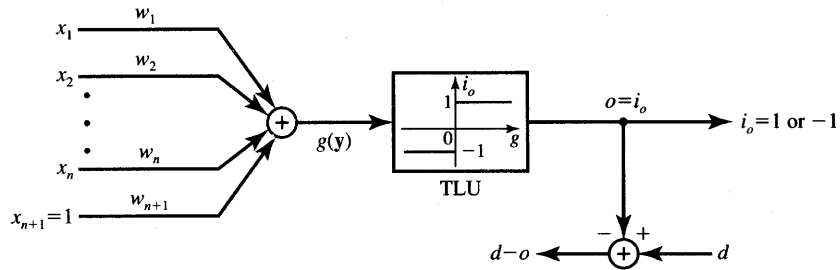 x₁ w₁
x₂ w₂
xₙ wₙ
xₙ₊₁=1 wₙ₊₁
+
g(y)
iₒ
1
0
g
−1
TLU
o=iₒ
iₒ=1 or −1
− +
d−o + d